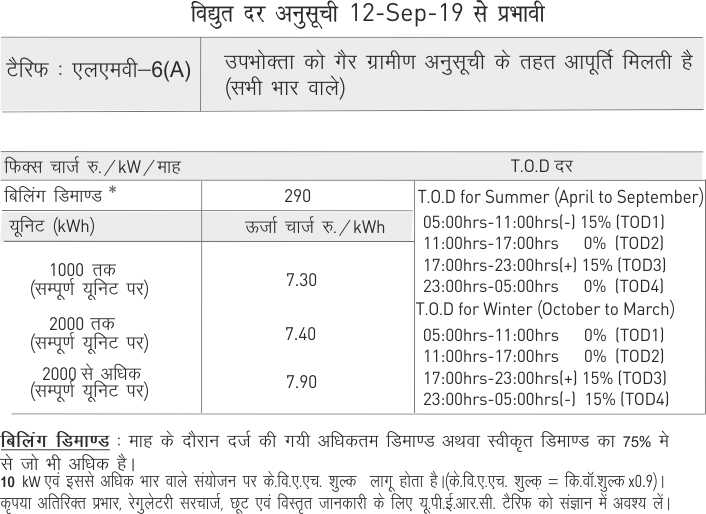 विद्युत दर अनुसूची 12-Sep-19 से प्रभावी
टैरिफ : एलएमवी–6(A)
उपभोक्ता को गैर ग्रामीण अनुसूची के तहत आपूर्ति मिलती है
(सभी भार वाले)
फिक्स चार्ज रु./kW/माह
T.O.D दर
बिलिंग डिमाण्ड *
290
T.O.D for Summer (April to September)
यूनिट (kWh)
ऊर्जा चार्ज रु./kWh
05:00hrs-11:00hrs(-) 15% (TOD1)
11:00hrs-17:00hrs 0% (TOD2)
1000 तक
(सम्पूर्ण यूनिट पर)
7.30
17:00hrs-23:00hrs(+) 15% (TOD3)
23:00hrs-05:00hrs 0% (TOD4)
T.O.D for Winter (October to March)
2000 तक
(सम्पूर्ण यूनिट पर)
7.40
05:00hrs-11:00hrs 0% (TOD1)
11:00hrs-17:00hrs 0% (TOD2)
2000 से अधिक
(सम्पूर्ण यूनिट पर)
7.90
17:00hrs-23:00hrs(+) 15% (TOD3)
23:00hrs-05:00hrs(-) 15% (TOD4)
बिलिंग डिमाण्ड : माह के दौरान दर्ज की गयी अधिकतम डिमाण्ड अथवा स्वीकृत डिमाण्ड का 75% मे
से जो भी अधिक है।
10 kW एवं इससे अधिक भार वाले संयोजन पर के.वि.ए.एच. शुल्क लागू होता है।(के.वि.ए.एच. शुल्क़ = कि.वॉ.शुल्क x0.9)।
कृपया अतिरिक्त प्रभार, रेगुलेटरी सरचार्ज, छूट एवं विस्तृत जानकारी के लिए यू.पी.ई.आर.सी. टैरिफ को संज्ञान में अवश्य लें।